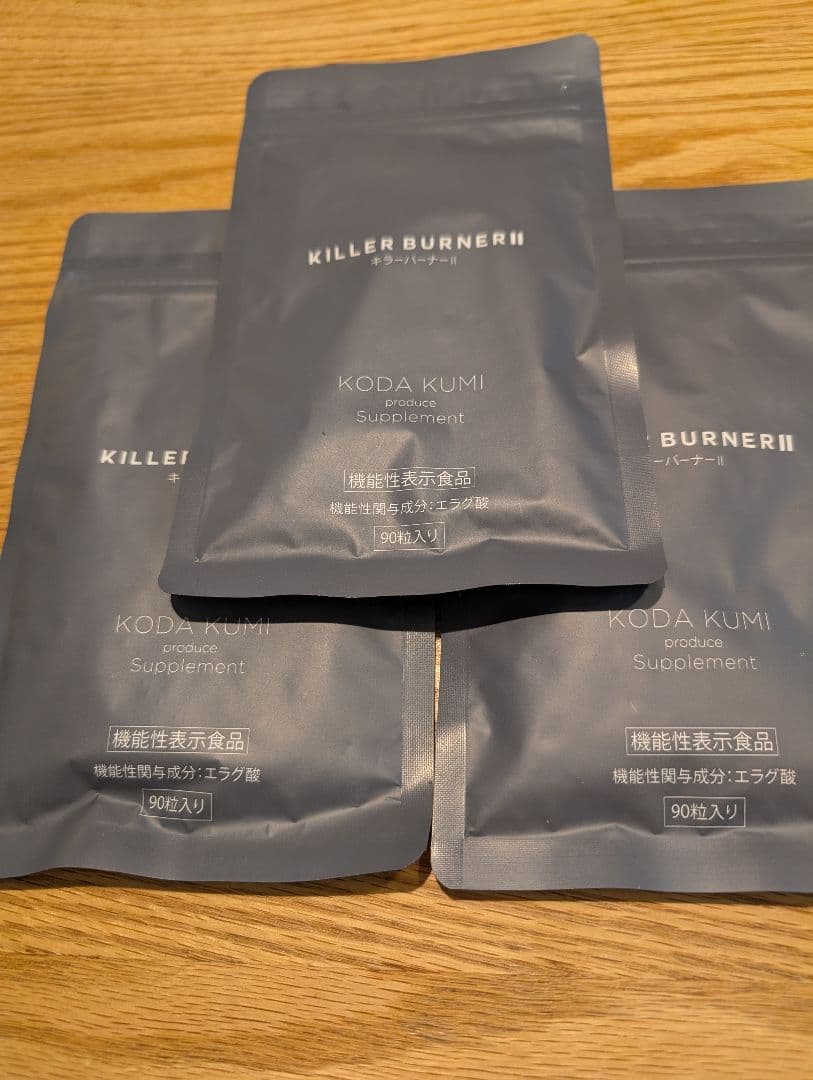 KILLER BURNER II
キラーバーナーII
KODA KUMI
produce
Supplement
機能性表示食品
機能性関与成分：エラグ酸
90粒入り
KILLER
キ
KODA KUMI
produce
Supplement
機能性表示食品
機能性関与成分：エラグ酸
90粒入り
BURNER II
ーバーナーII
KODA KUMI
produce
Supplement
機能性表示食品
機能性関与成分：エラグ酸
90粒入り